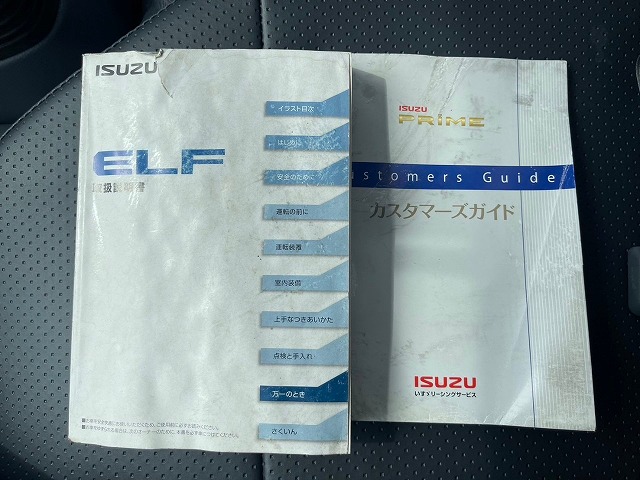 ISUZU
ELF
取扱説明書
イラスト目次
はじめに
安全のために
運転の前に
運転装置
室内装備
上手なつきあいかた
点検と手入れ
万一のとき
さくいん
ISUZU
PRIME
ustomers Guide
カスタマーズガイド
ISUZU
いすゞリーシングサービス